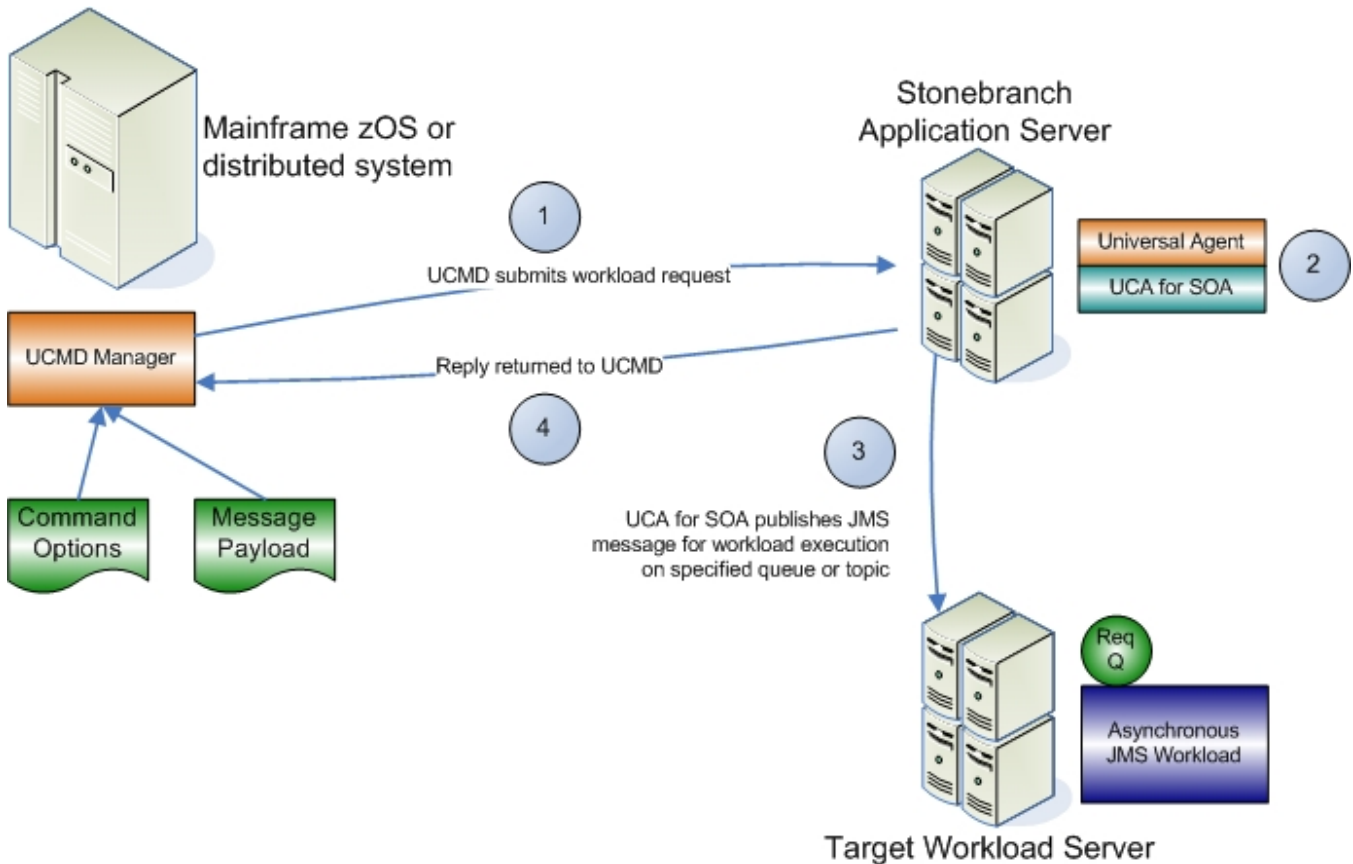 Mainframe zOS or
distributed system
Stonebranch
Application Server
1
UCMD submits workload request
Universal Agent
UCA for SOA
2
UCMD Manager
Reply returned to UCMD
4
3
Command
Options
Message
Payload
UCA for SOA publishes JMS
message for workload execution
on specified queue or topic
Req
Q
Asynchronous
JMS Workload
Target Workload Server